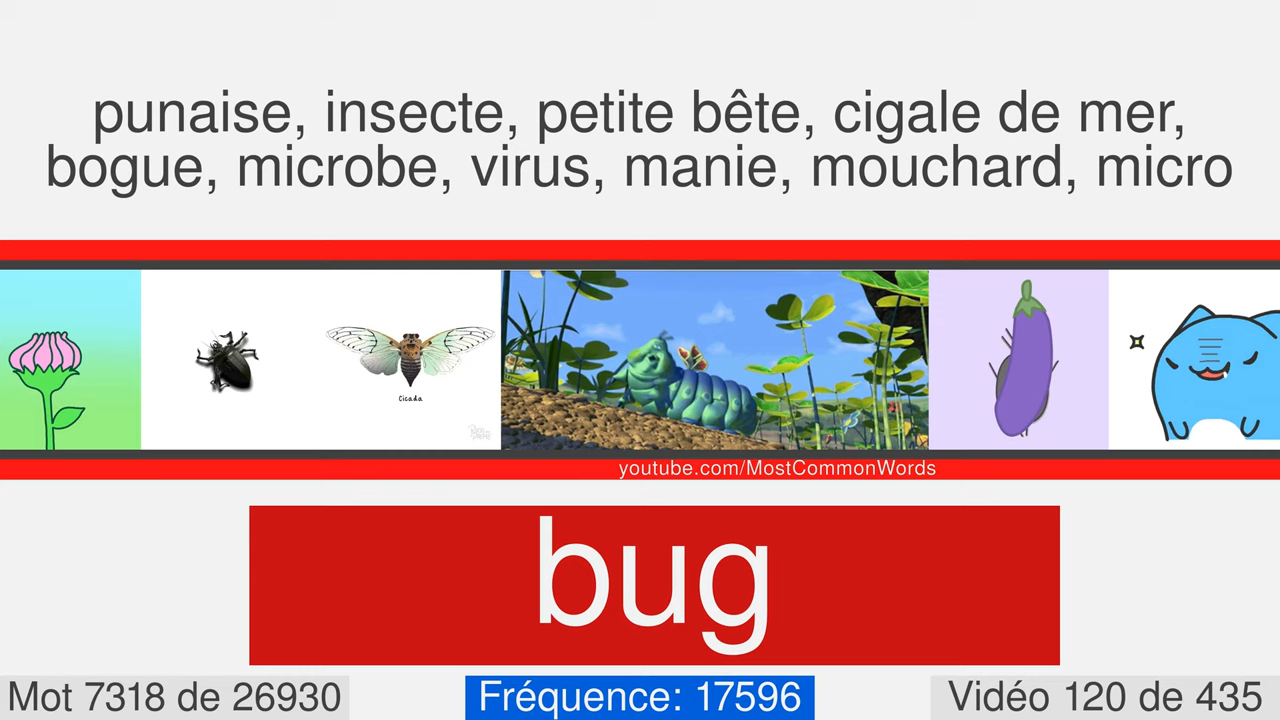 punaise, insecte, petite bête, cigale de mer,
bogue, microbe, virus, manie, mouchard, micro
Cicada
youtube.com/MostCommonWords
bug
Mot 7318 de 26930
Fréquence: 17596
Vidéo 120 de 435